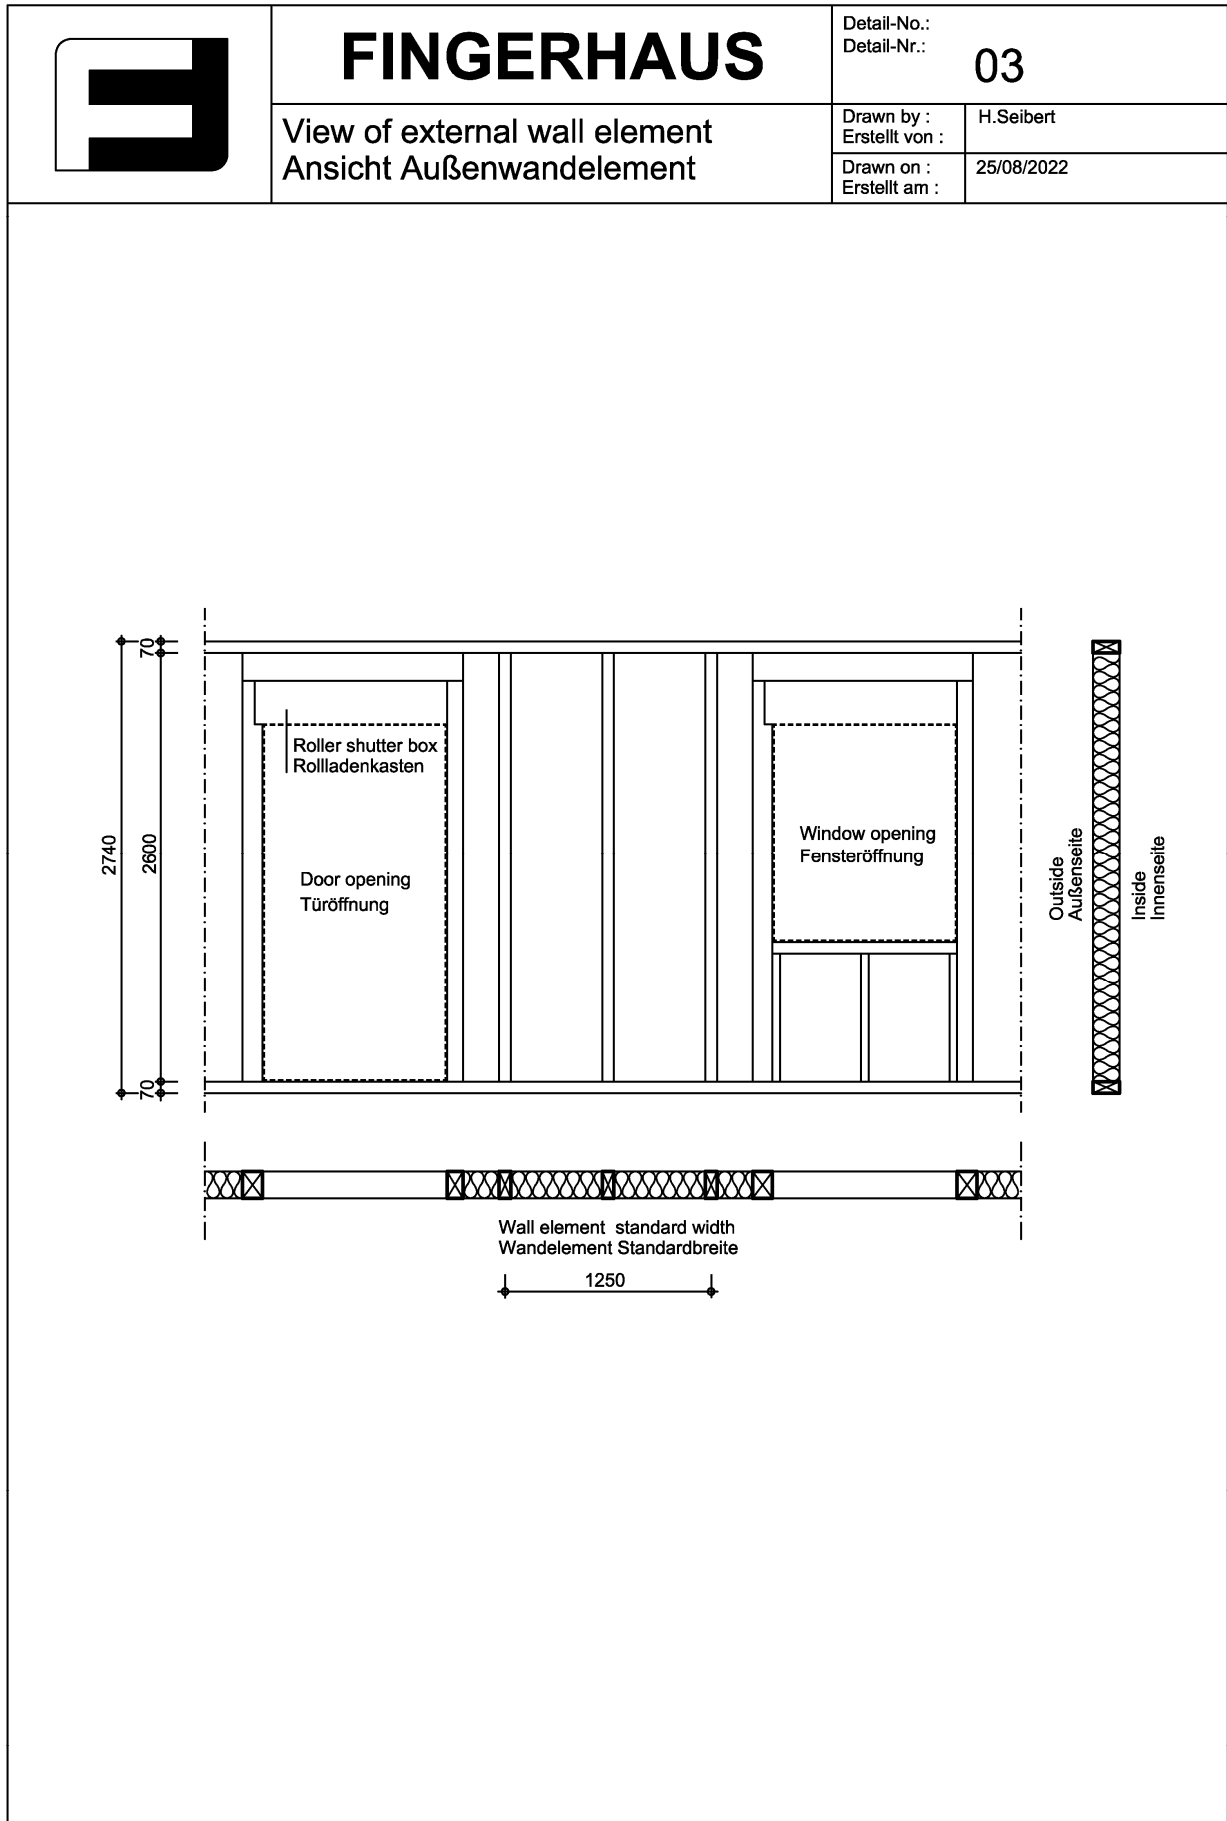 FINGERHAUS
View of external wall element
Ansicht Außenwandelement
Detail-No.:
Detail-Nr.:
03
Drawn by :
Erstellt von :
H.Seibert
Drawn on :
Erstellt am :
25/08/2022
70
2740
2600
70
Roller shutter box
Rollladenkasten
Door opening
Türöffnung
Window opening
Fensteröffnung
Outside
Außenseite
Inside
Innenseite
Wall element  standard width
Wandelement Standardbreite
1250